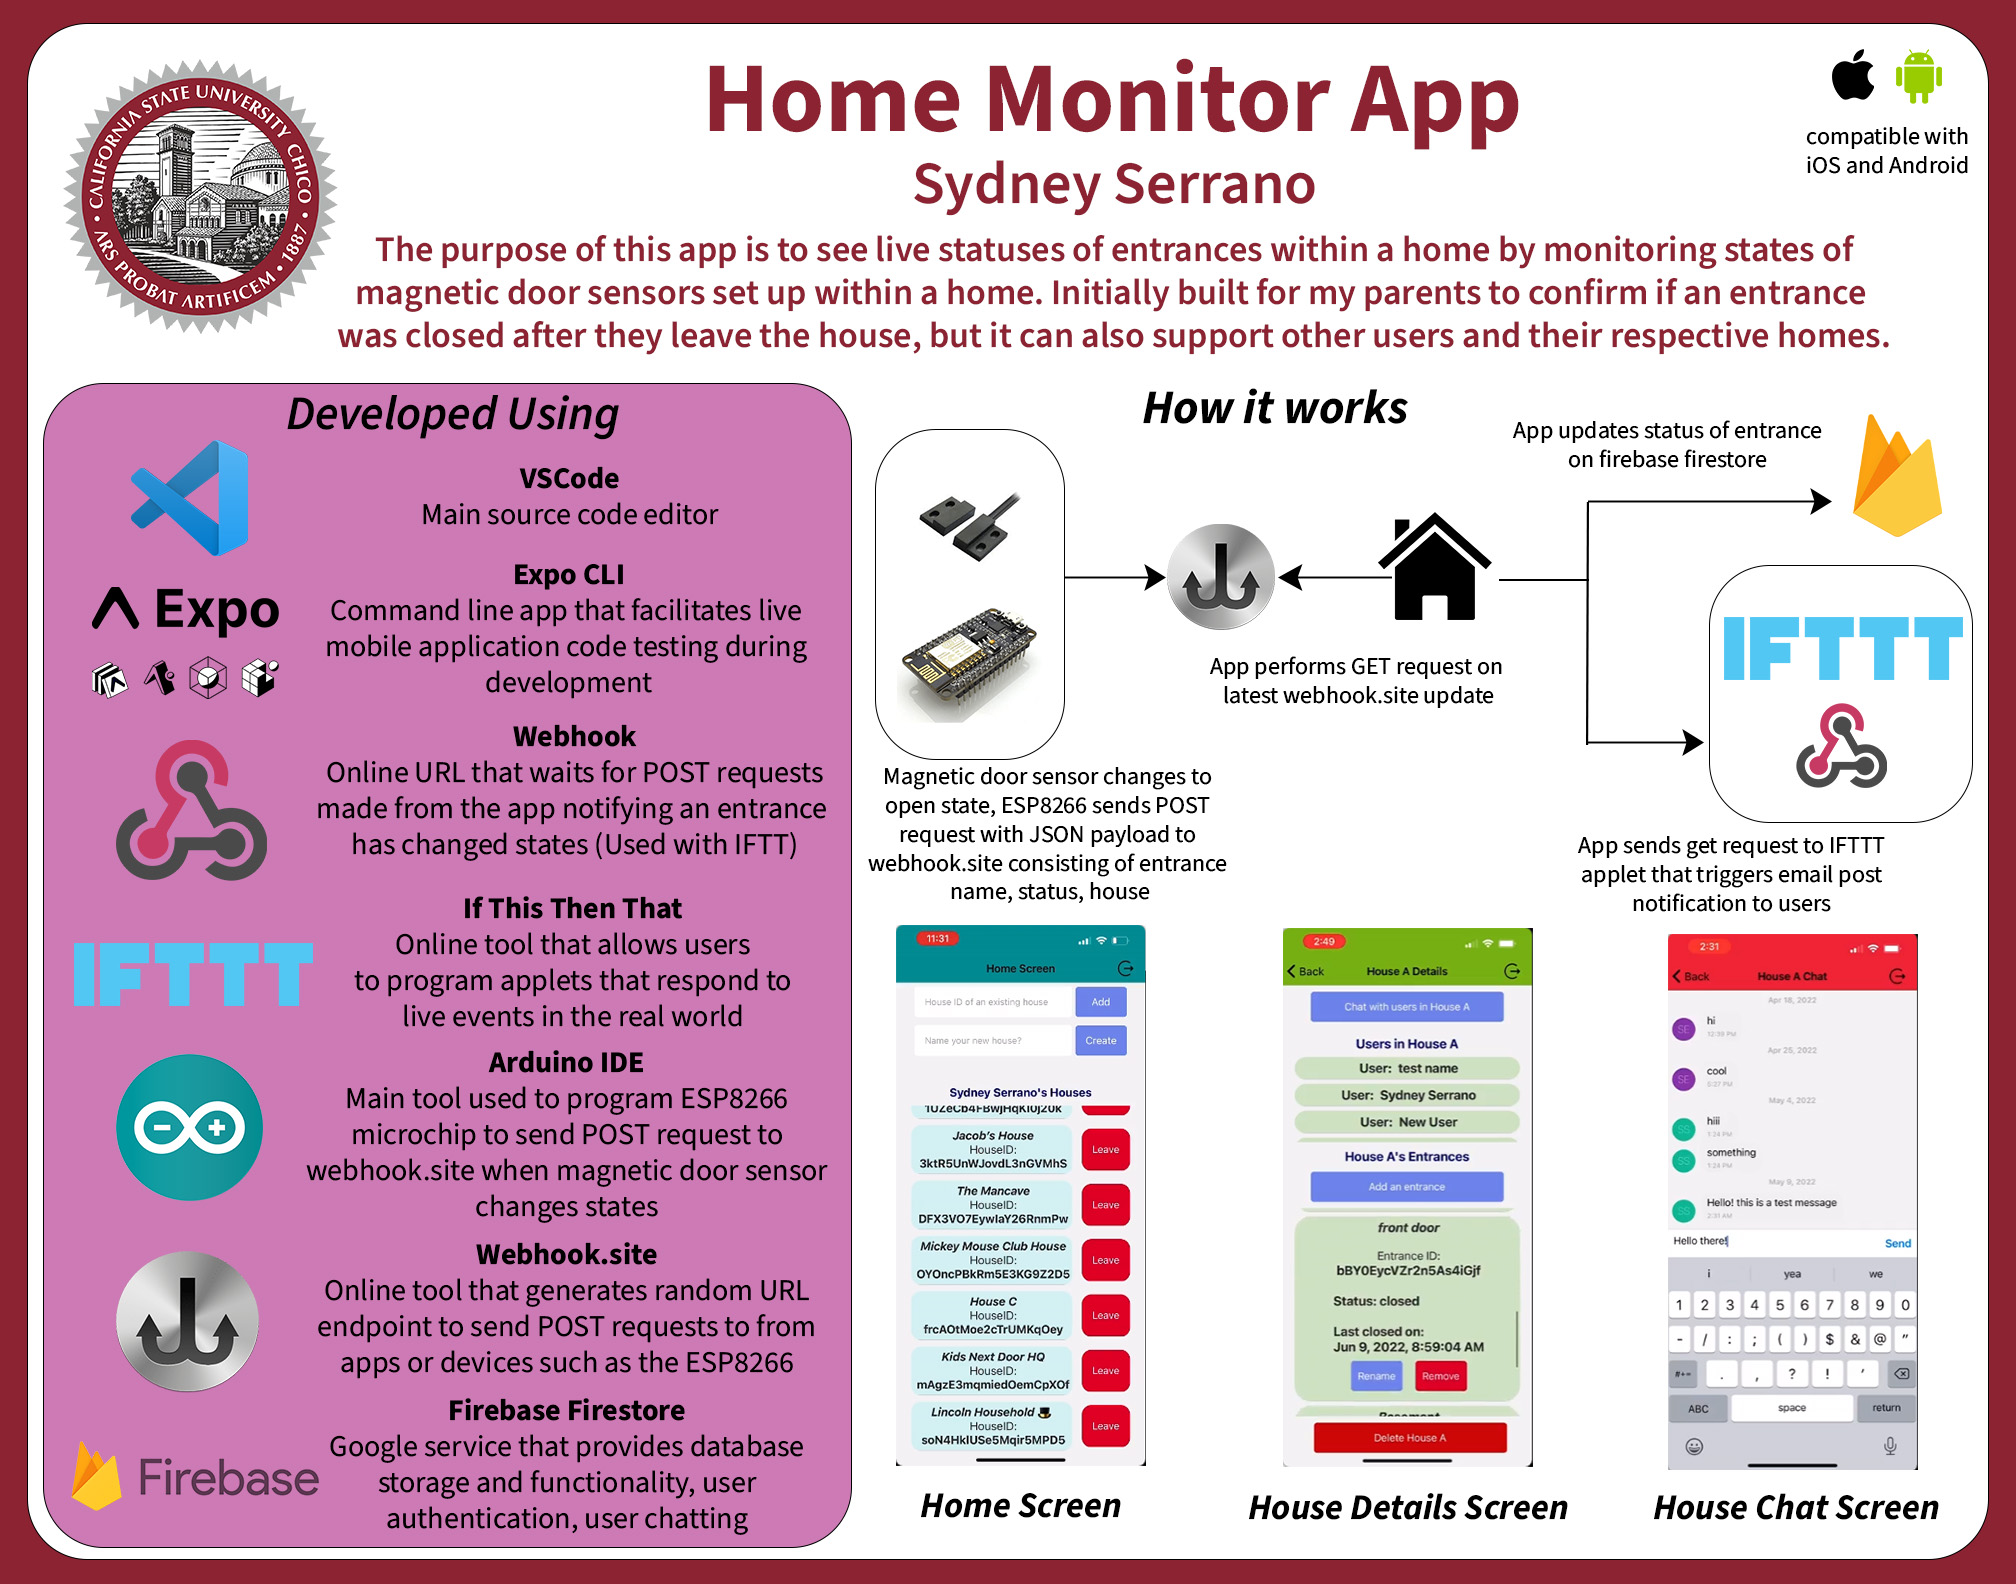 CALIFORNIA STATE UNIVERSITY CHICO
ARS PROBAT ARTIFICEM • 1887
Home Monitor App
Sydney Serrano
compatible with
iOS and Android
The purpose of this app is to see live statuses of entrances within a home by monitoring states of
magnetic door sensors set up within a home. Initially built for my parents to confirm if an entrance
was closed after they leave the house, but it can also support other users and their respective homes.
Developed Using
VSCode
Main source code editor
Expo
Expo CLI
Command line app that facilitates live
mobile application code testing during
development
Webhook
Online URL that waits for POST requests
made from the app notifying an entrance
has changed states (Used with IFTT)
IFTTT
If This Then That
Online tool that allows users
to program applets that respond to
live events in the real world
Arduino IDE
Main tool used to program ESP8266
microchip to send POST request to
webhook.site when magnetic door sensor
changes states
Webhook.site
Online tool that generates random URL
endpoint to send POST requests to from
apps or devices such as the ESP8266
Firebase
Firebase Firestore
Google service that provides database
storage and functionality, user
authentication, user chatting
How it works
App updates status of entrance
on firebase firestore
App performs GET request on
latest webhook.site update
IFTTT
Magnetic door sensor changes to
open state, ESP8266 sends POST
request with JSON payload to
webhook.site consisting of entrance
name, status, house
App sends get request to IFTTT
applet that triggers email post
notification to users
11:31
Home Screen
House ID of an existing house
Add
Name your new house?
Create
Sydney Serrano's Houses
Jacob's House
HouseID:
3ktR5UnWJovdL3nGVMhS
Leave
The Mancave
HouseID:
DFX3VO7EywIaY26RnmPw
Leave
Mickey Mouse Club House
HouseID:
OYOncPBkRm5E3KG9Z2D5
Leave
House C
HouseID:
frcAOtMoe2cTrUMKqOey
Leave
Kids Next Door HQ
HouseID:
mAgzE3mqmiedOemCpXOf
Leave
Lincoln Household 🎩
HouseID:
soN4HkIUSe5Mqir5MPD5
Leave
Home Screen
2:49
Back
House A Details
Chat with users in House A
Users in House A
User: test name
User: Sydney Serrano
User: New User
House A's Entrances
Add an entrance
front door
Entrance ID:
bBY0EycVZr2n5As4iGjf
Status: closed
Last closed on:
Jun 9, 2022, 8:59:04 AM
Rename
Remove
Basement
Delete House A
House Details Screen
2:31
Back
House A Chat
Apr 18, 2022
SE
hi
12:39 PM
Apr 25, 2022
SE
cool
May 4, 2022
SS
hiii
1:24 PM
SS
something
1:24 PM
May 9, 2022
SS
Hello! this is a test message
2:31 AM
Hello there!
Send
i yea we
1 2 3 4 5 6 7 8 9 0
- / : ; ( ) $ & @ "
#+= . , ? ! '
ABC space return
House Chat Screen